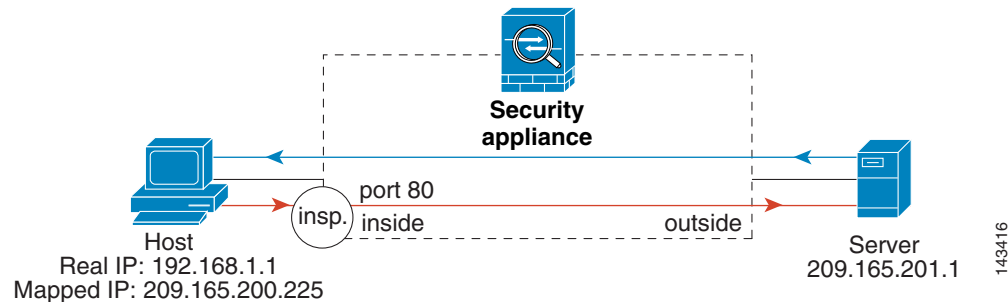 Security
appliance
port 80
insp.
inside
outside
Host
Real IP: 192.168.1.1
Mapped IP: 209.165.200.225
Server
209.165.201.1
143416